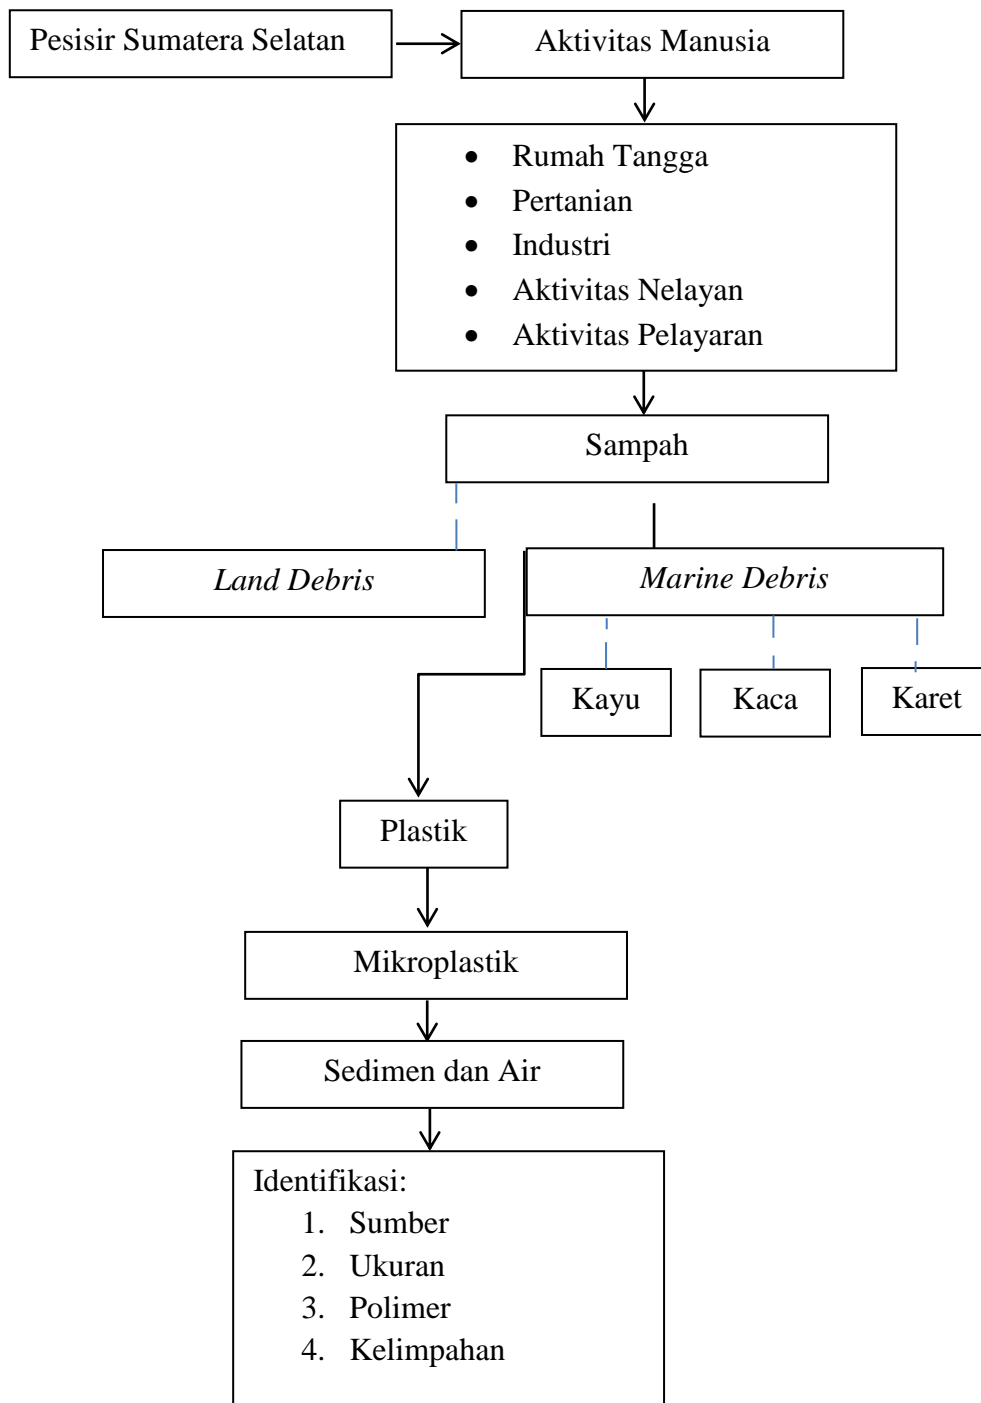 Pesisir Sumatera Selatan
Aktivitas Manusia
• Rumah Tangga
• Pertanian
• Industri
• Aktivitas Nelayan
• Aktivitas Pelayaran
Sampah
Land Debris
Marine Debris
Kayu
Kaca
Karet
Plastik
Mikroplastik
Sedimen dan Air
Identifikasi:
1. Sumber
2. Ukuran
3. Polimer
4. Kelimpahan